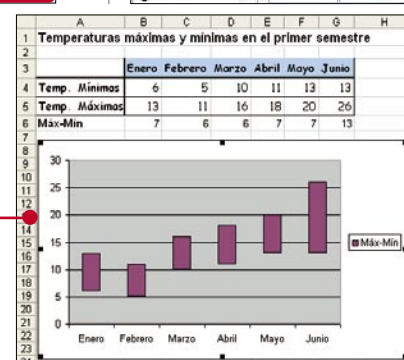 A B C D E F G H
1 Temperaturas máximas y mínimas en el primer semestre
2
3 Enero Febrero Marzo Abril Mayo Junio
4 Temp. Mínimas 6 5 10 11 13 13
5 Temp. Máximas 13 11 16 18 20 26
6 Máx-Mín 7 6 6 7 7 13
7
8
9 30
10
11 25
12
20
14
15 15 Máx-Mín
16
17 10
18
19 5
20
21 0
22 Enero Febrero Marzo Abril Mayo Junio
23